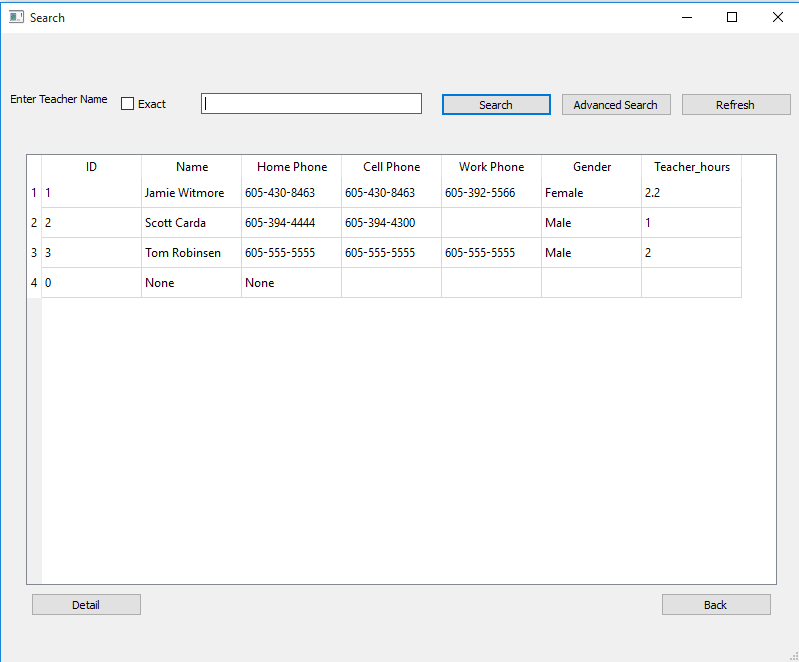 Search
Enter Teacher Name Exact Search Advanced Search Refresh
ID Name Home Phone Cell Phone Work Phone Gender Teacher_hours
1 1 Jamie Witmore 605-430-8463 605-430-8463 605-392-5566 Female 2.2
2 2 Scott Carda 605-394-4444 605-394-4300 Male 1
3 3 Tom Robinsen 605-555-5555 605-555-5555 605-555-5555 Male 2
4 0 None None
Detail Back